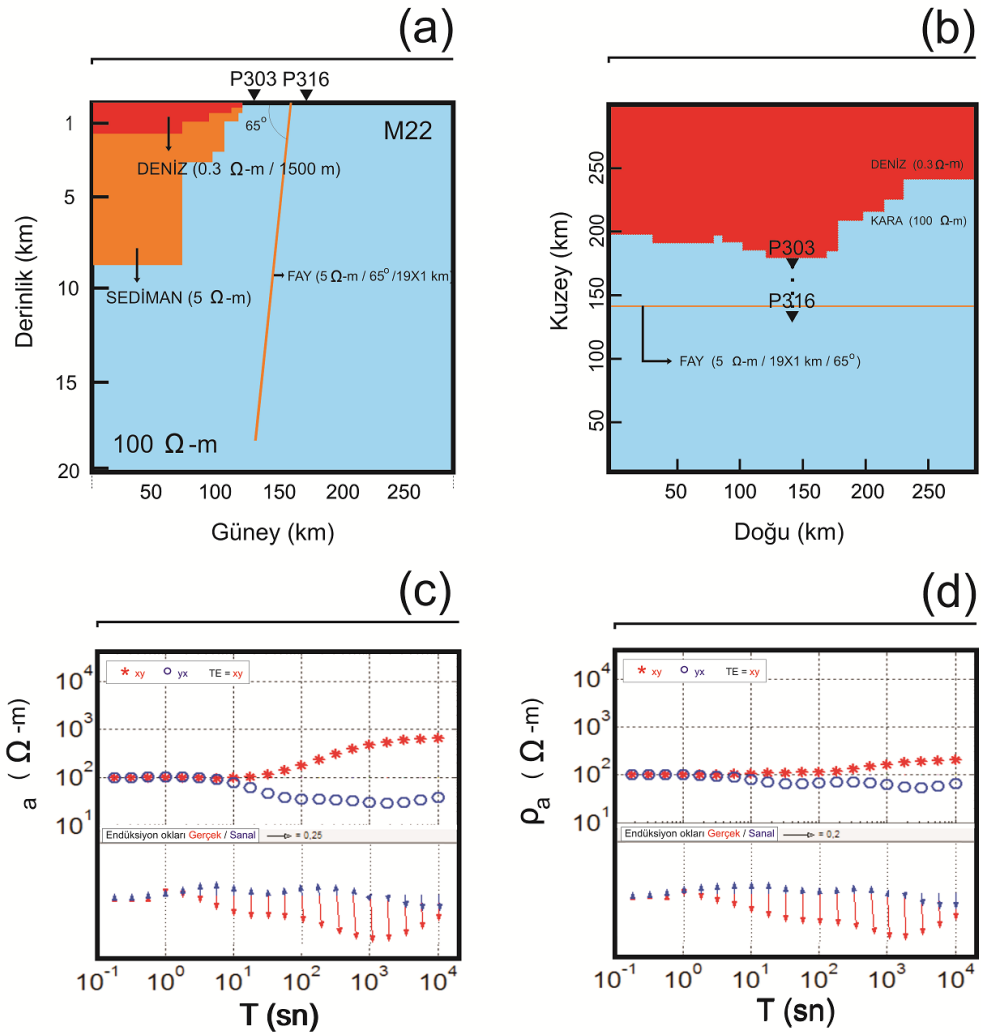 (a)
P303 P316
65°
M22
1
5
10
15
20
DENİZ (0.3 Ω-m / 1500 m)
FAY (5 Ω-m / 65° /19X1 km)
SEDİMAN (5 Ω-m)
100 Ω-m
Derinlik (km)
50 100 150 200 250
Güney (km)
(b)
DENİZ (0.3Ω-m)
KARA (100 Ω-m)
P303
P316
FAY (5 Ω-m / 19X1 km / 65°)
250
200
150
100
50
Kuzey (km)
50 100 150 200 250
Doğu (km)
(c)
xy yx TE = xy
10⁴
10³
10²
10¹
a ( Ω -m)
Endüksiyon okları Gerçek / Sanal = 0,25
10⁻¹ 10⁰ 10¹ 10² 10³ 10⁴
T (sn)
(d)
xy yx TE = xy
10⁴
10³
10²
10¹
ρa ( Ω -m)
Endüksiyon okları Gerçek / Sanal = 0,2
10⁻¹ 10⁰ 10¹ 10² 10³ 10⁴
T (sn)